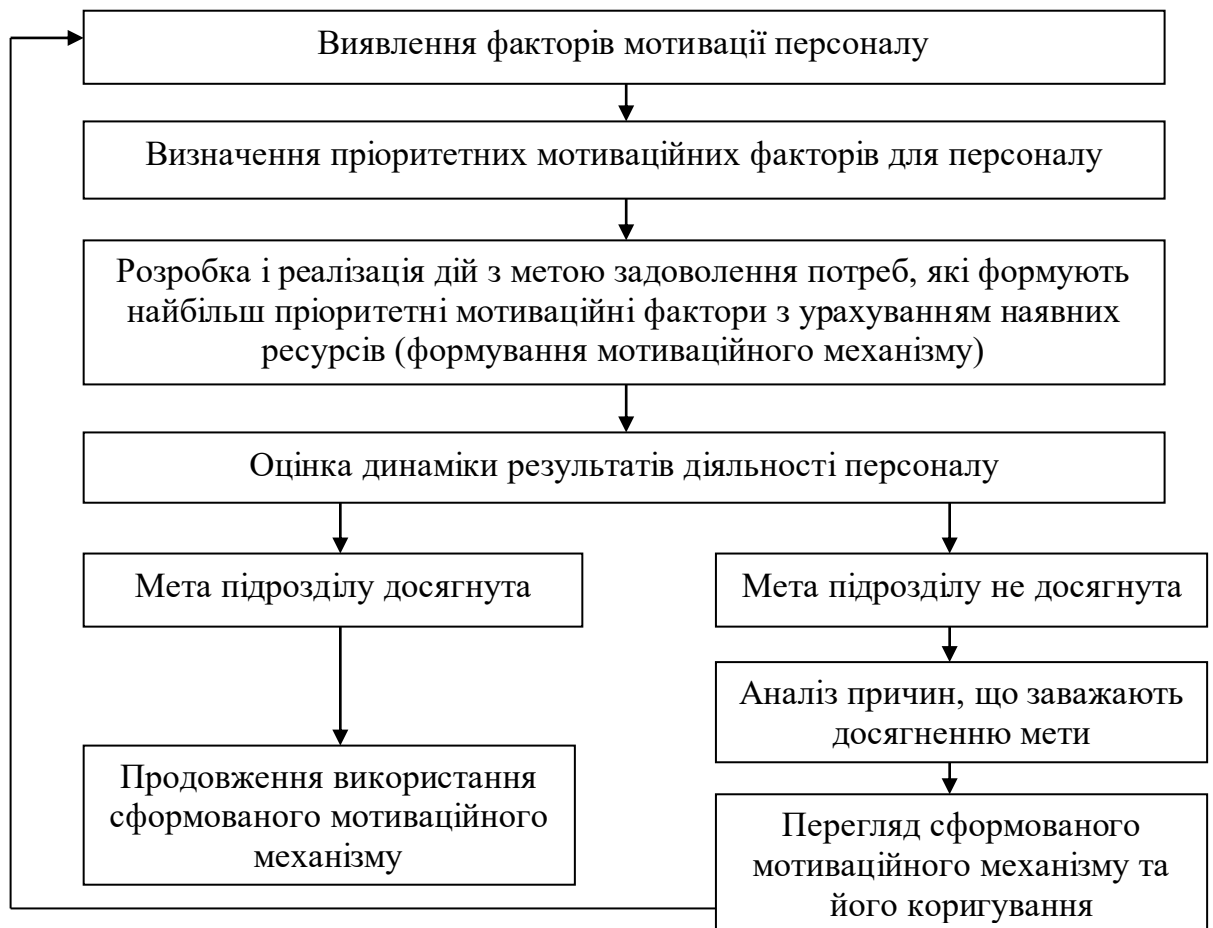 Виявлення факторів мотивації персоналу
Визначення пріоритетних мотиваційних факторів для персоналу
Розробка і реалізація дій з метою задоволення потреб, які формують
найбільш пріоритетні мотиваційні фактори з урахуванням наявних
ресурсів (формування мотиваційного механізму)
Оцінка динаміки результатів діяльності персоналу
Мета підрозділу досягнута
Мета підрозділу не досягнута
Аналіз причин, що заважають
досягненню мети
Продовження використання
сформованого мотиваційного
механізму
Перегляд сформованого
мотиваційного механізму та
його коригування